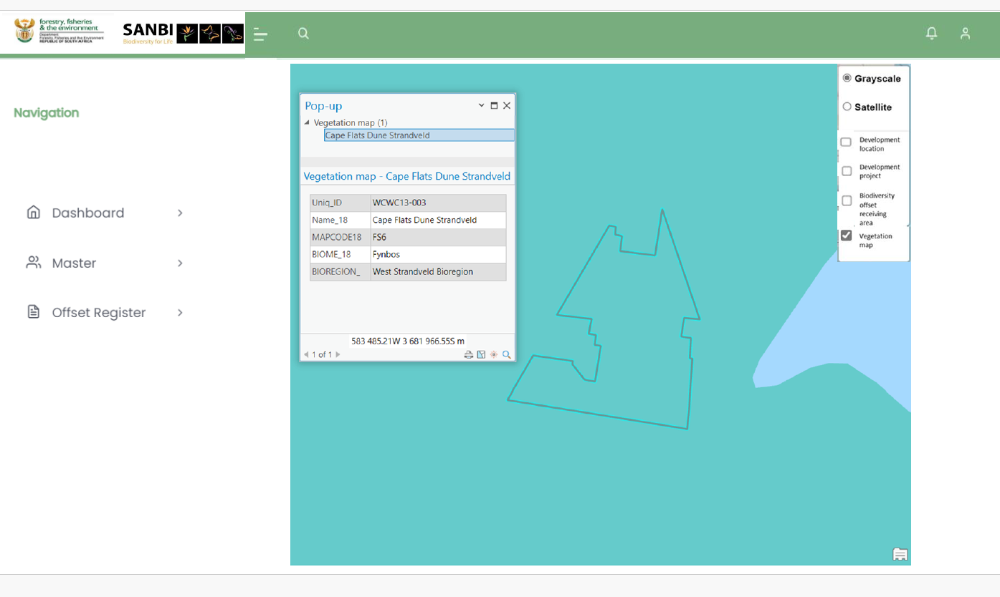 forestry, fisheries
& the environment
Department:
Forestry, Fisheries and the Environment
REPUBLIC OF SOUTH AFRICA
SANBI
Biodiversity for Life
Navigation
Dashboard
Master
Offset Register
Pop-up
Vegetation map (1)
Cape Flats Dune Strandveld
Vegetation map - Cape Flats Dune Strandveld
Uniq_ID WCWC13-003
Name_18 Cape Flats Dune Strandveld
MAPCODE18 FS6
BIOME_18 Fynbos
BIOREGION_ West Strandveld Bioregion
583 485.21W 3 681 966.55S m
1 of 1
Grayscale
Satellite
Development
location
Development
project
Biodiversity
offset
receiving
area
Vegetation
map